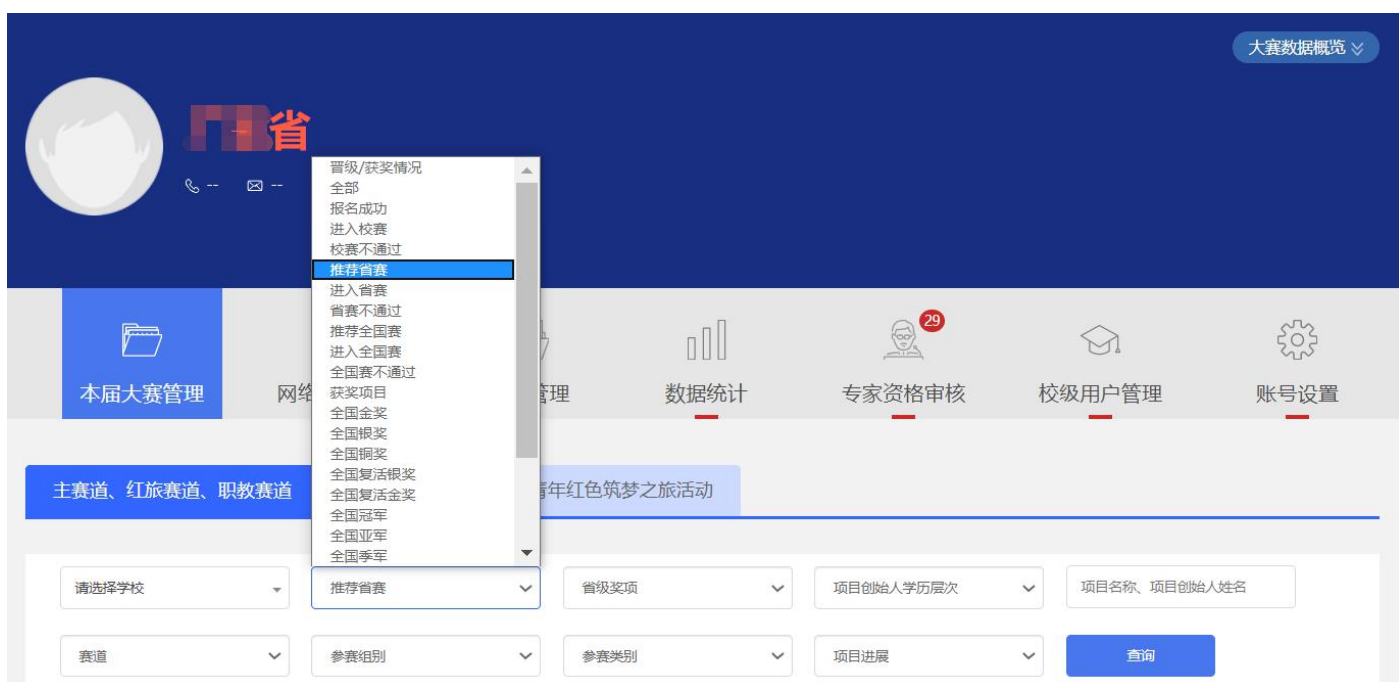 大赛数据概览
省
-- --
晋级/获奖情况
全部
报名成功
进入校赛
校赛不通过
推荐省赛
进入省赛
省赛不通过
推荐全国赛
进入全国赛
全国赛不通过
获奖项目
全国金奖
全国银奖
全国铜奖
全国复活银奖
全国复活金奖
全国冠军
全国亚军
全国季军
29
本届大赛管理 网络 管理 数据统计 专家资格审核 校级用户管理 账号设置
主赛道、红旅赛道、职教赛道 青年红色筑梦之旅活动
请选择学校 推荐省赛 省级奖项 项目创始人学历层次 项目名称、项目创始人姓名
赛道 参赛组别 参赛类别 项目进展 查询